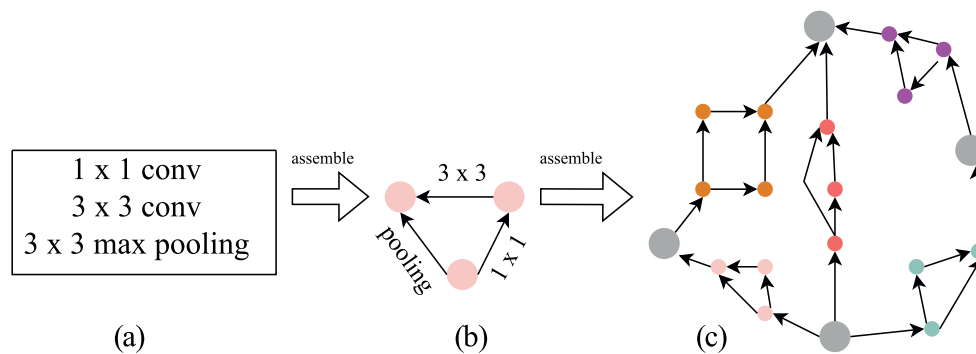 1 x 1 conv
3 x 3 conv
3 x 3 max pooling
assemble
3 x 3
pooling
1 x 1
assemble
(a)
(b)
(c)